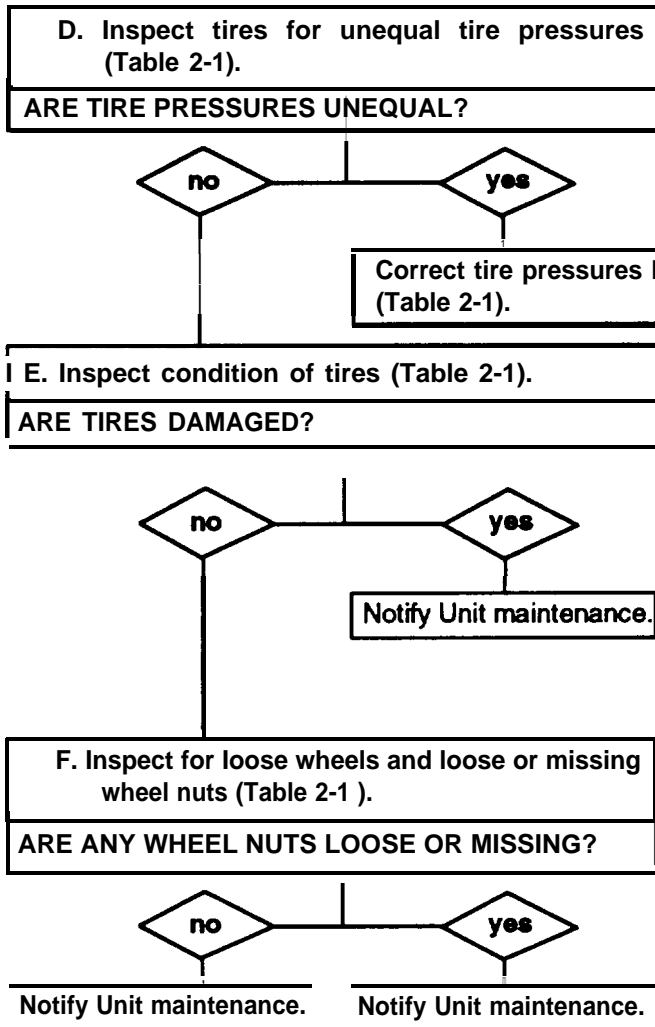 D. Inspect tires for unequal tire pressures
(Table 2-1).
ARE TIRE PRESSURES UNEQUAL?
no
yes
Correct tire pressures
(Table 2-1).
E. Inspect condition of tires (Table 2-1).
ARE TIRES DAMAGED?
no
yes
Notify Unit maintenance.
F. Inspect for loose wheels and loose or missing
wheel nuts (Table 2-1 ).
ARE ANY WHEEL NUTS LOOSE OR MISSING?
no
yes
Notify Unit maintenance.
Notify Unit maintenance.